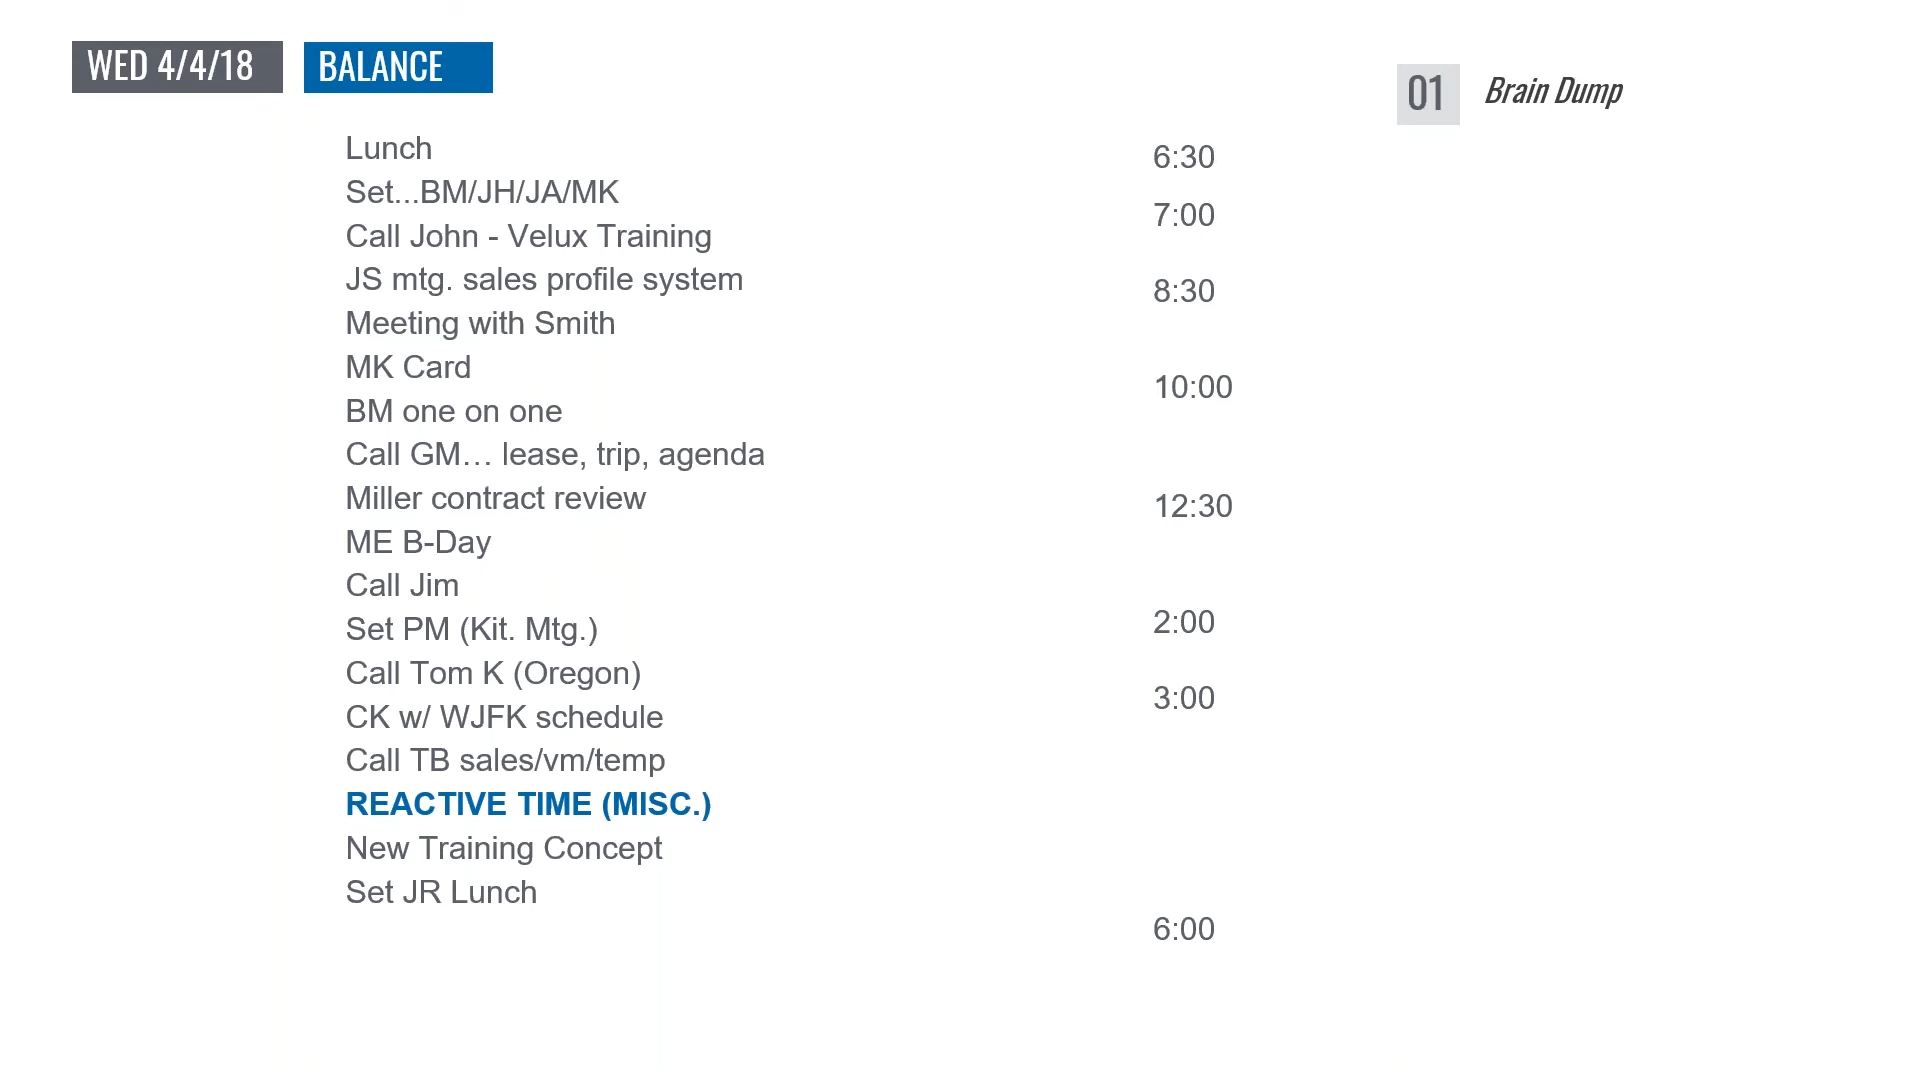 WED 4/4/18
BALANCE
01
Brain Dump
Lunch
Set...BM/JH/JA/MK
Call John - Velux Training
JS mtg. sales profile system
Meeting with Smith
MK Card
BM one on one
Call GM… lease, trip, agenda
Miller contract review
ME B-Day
Call Jim
Set PM (Kit. Mtg.)
Call Tom K (Oregon)
CK w/ WJFK schedule
Call TB sales/vm/temp
REACTIVE TIME (MISC.)
New Training Concept
Set JR Lunch
6:30
7:00
8:30
10:00
12:30
2:00
3:00
6:00